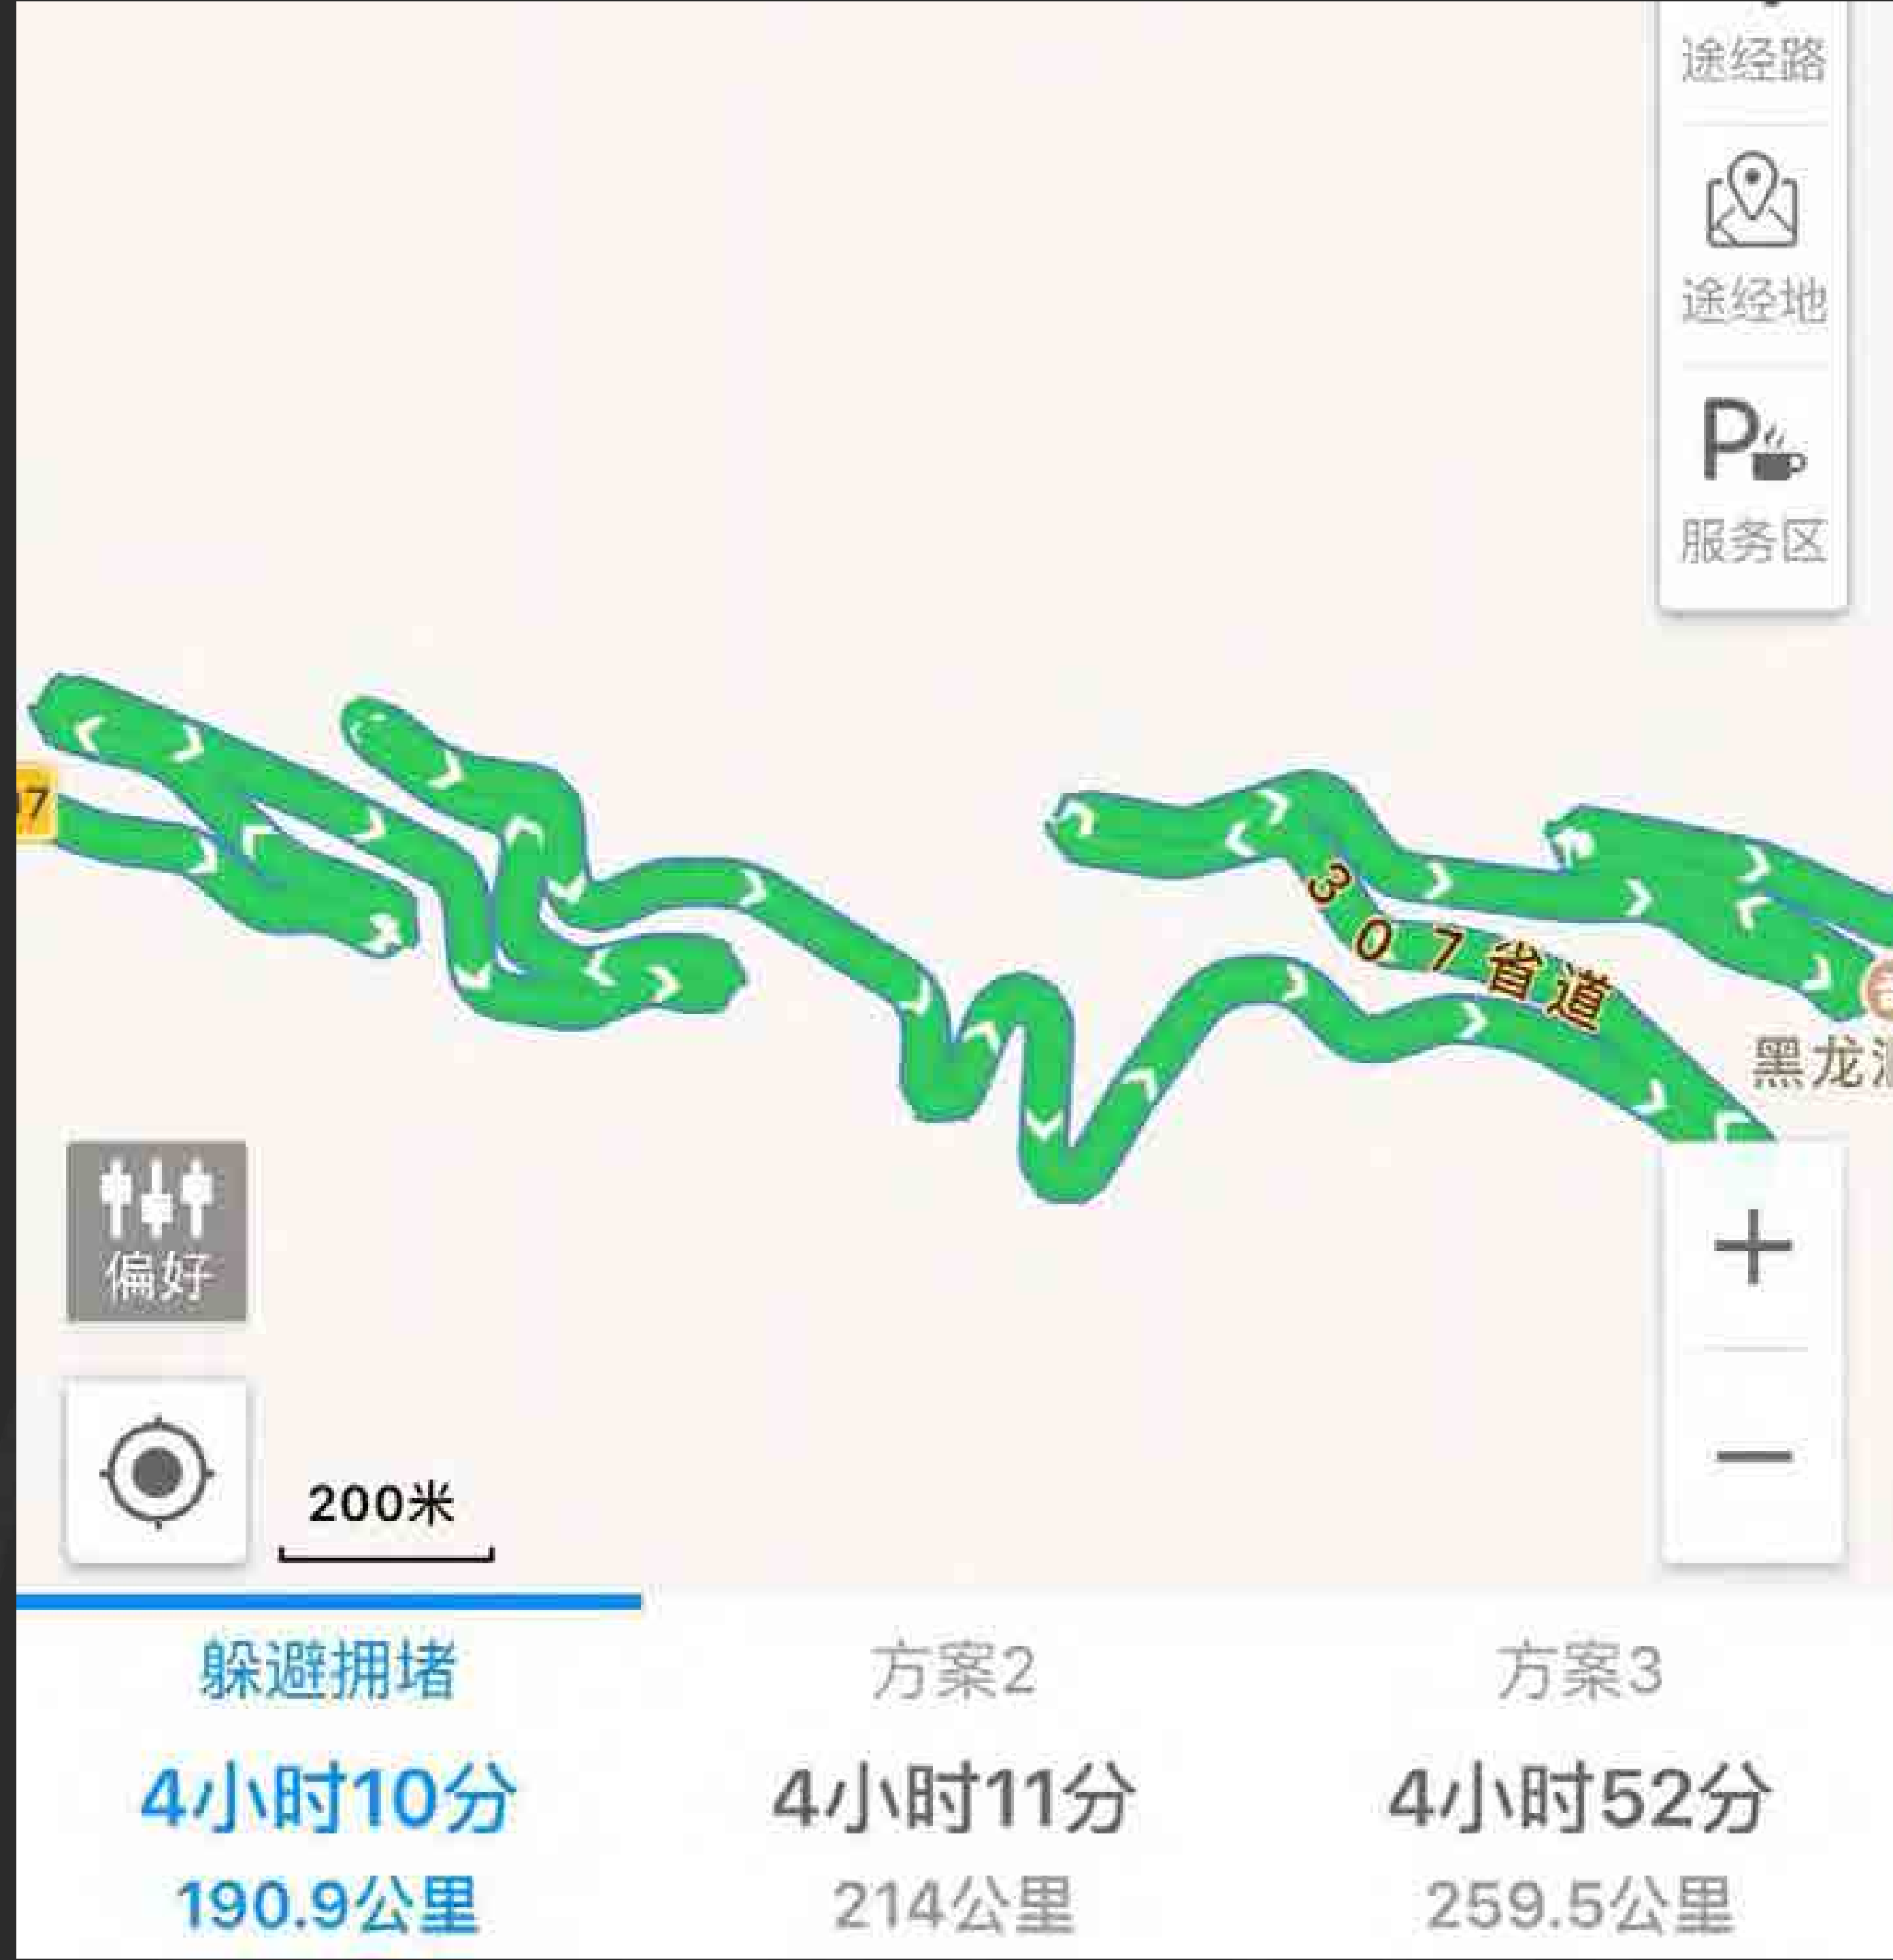 途经路
途经地
P
服务区
307省道
黑龙
偏好
200米
躲避拥堵
方案2
方案3
4小时10分
4小时11分
4小时52分
190.9公里
214公里
259.5公里